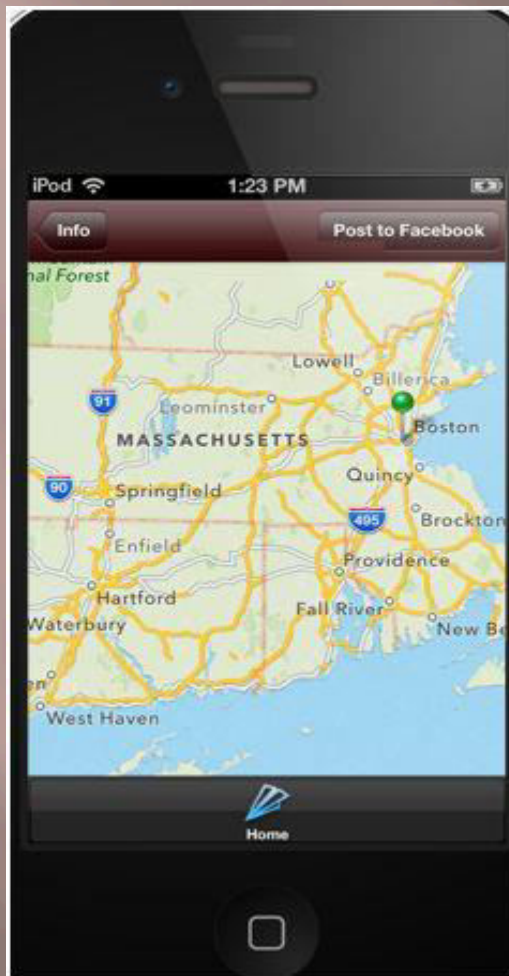 iPod 1:23 PM
Info Post to Facebook
nal Forest
Lowell
Billerica
91
Leominster
Boston
MASSACHUSETTS
Quincy
90
Springfield
495
Brockton
Enfield
Providence
Hartford
Fall River
Waterbury
New Be
en
West Haven
Home